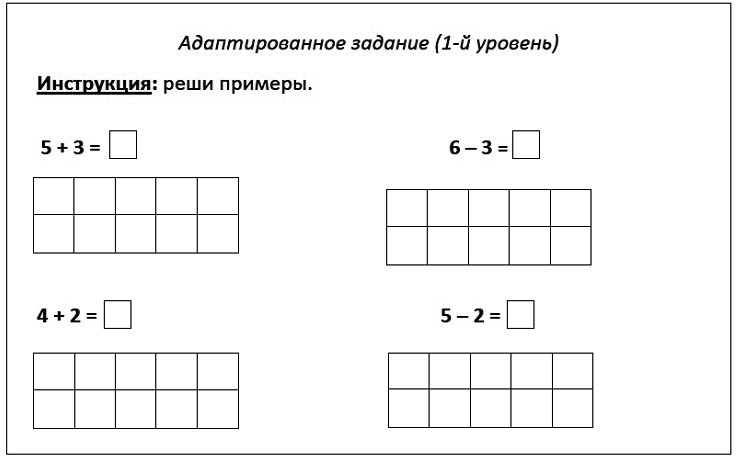 Адаптированное задание (1-й уровень)
Инструкция: реши примеры.
5 + 3 =
6 – 3 =
4 + 2 =
5 – 2 =